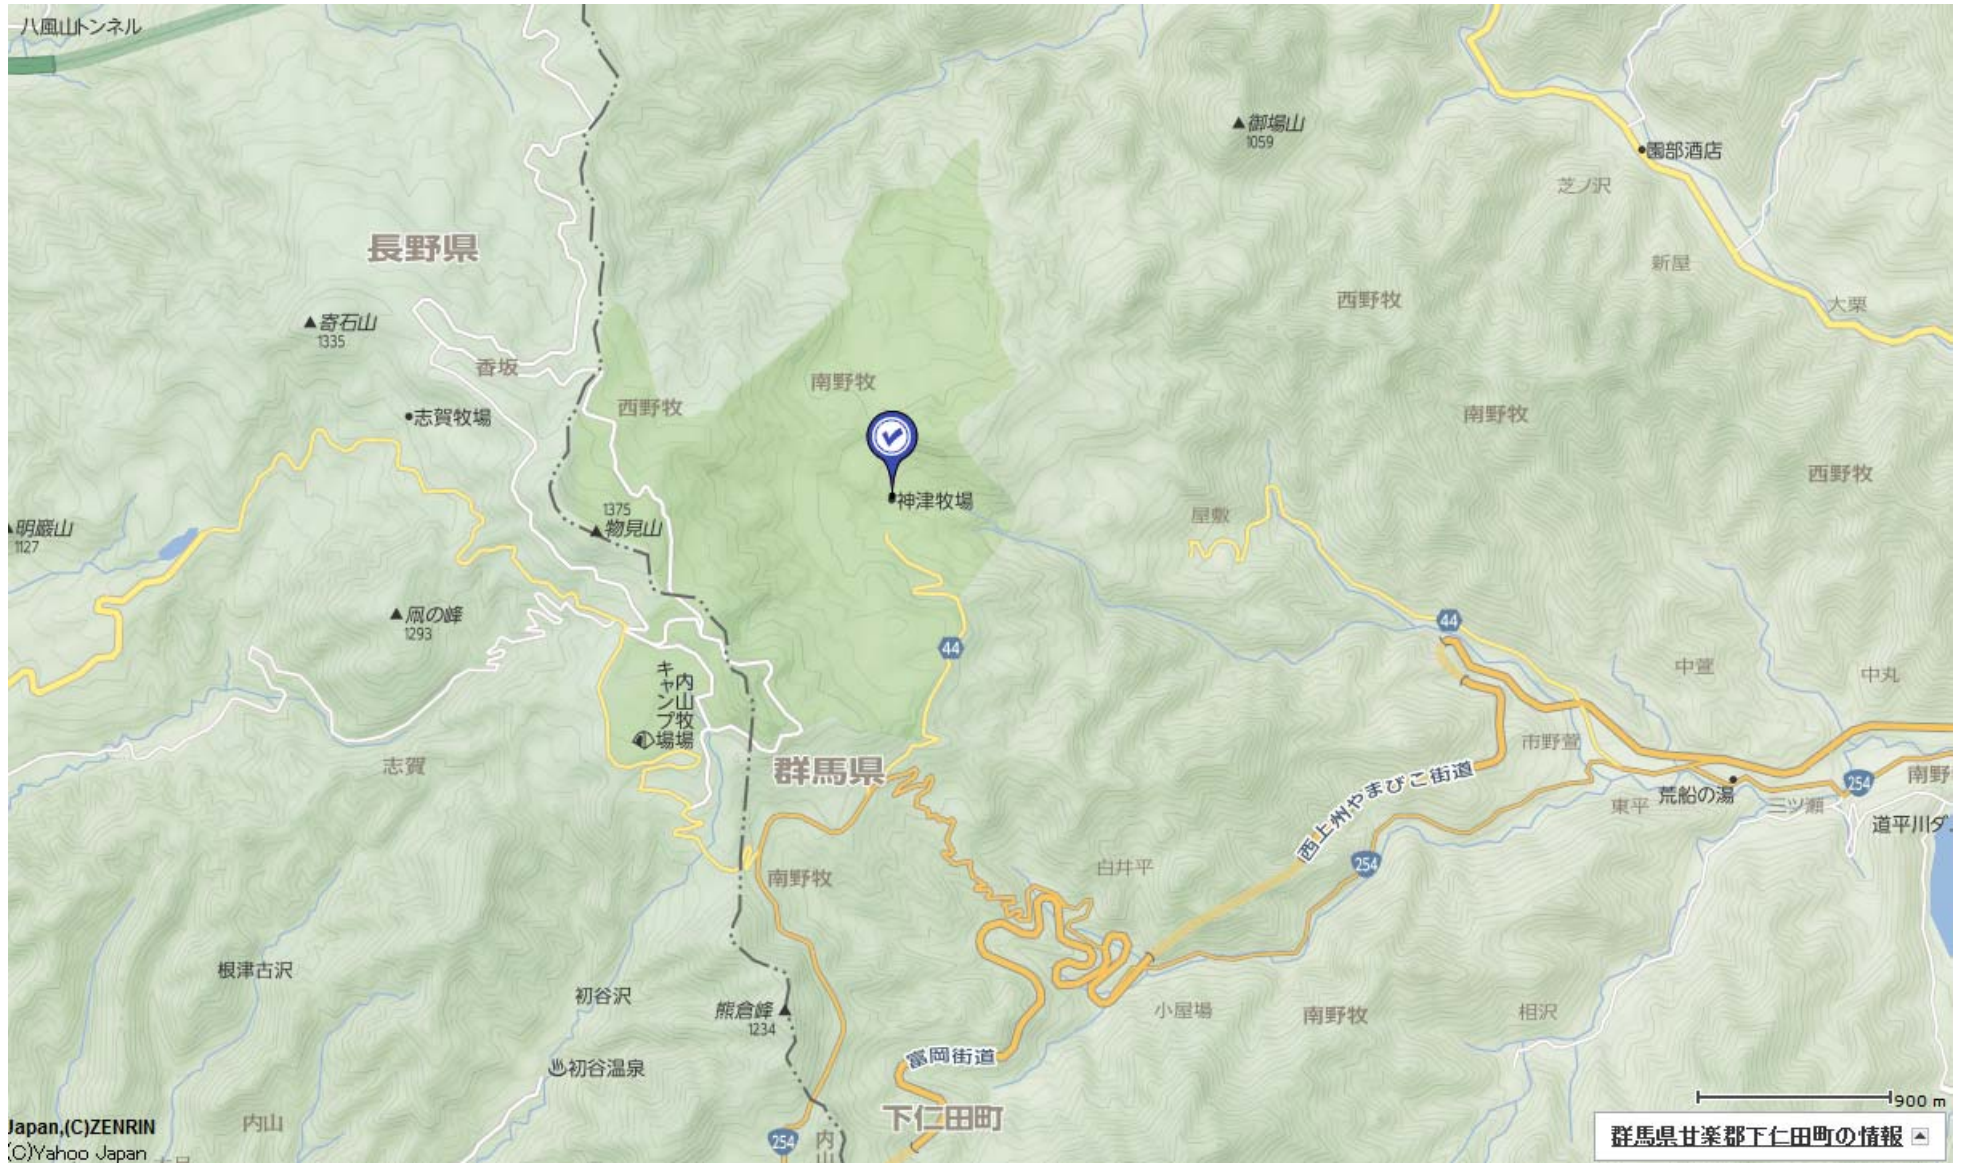 八風山トンネル
御場山
1059
園部酒店
芝ノ沢
長野県
新屋
西野牧
大栗
寄石山
1335
香坂
南野牧
西野牧
志賀牧場
南野牧
西野牧
神津牧場
1375
物見山
屋敷
明巌山
1127
凧の峰
1293
44
44
中萱
中丸
内山牧場
キャンプ場
市野萱
志賀
群馬県
西上州やまびこ街道
254
南野
東平
荒船の湯
三ツ瀬
道平川ダ
254
白井平
南野牧
根津古沢
初谷沢
熊倉峰
1234
小屋場
南野牧
相沢
富岡街道
初谷温泉
900 m
内山
下仁田町
Japan,(C)ZENRIN
254
内山
群馬県甘楽郡下仁田町の情報
(C)Yahoo Japan